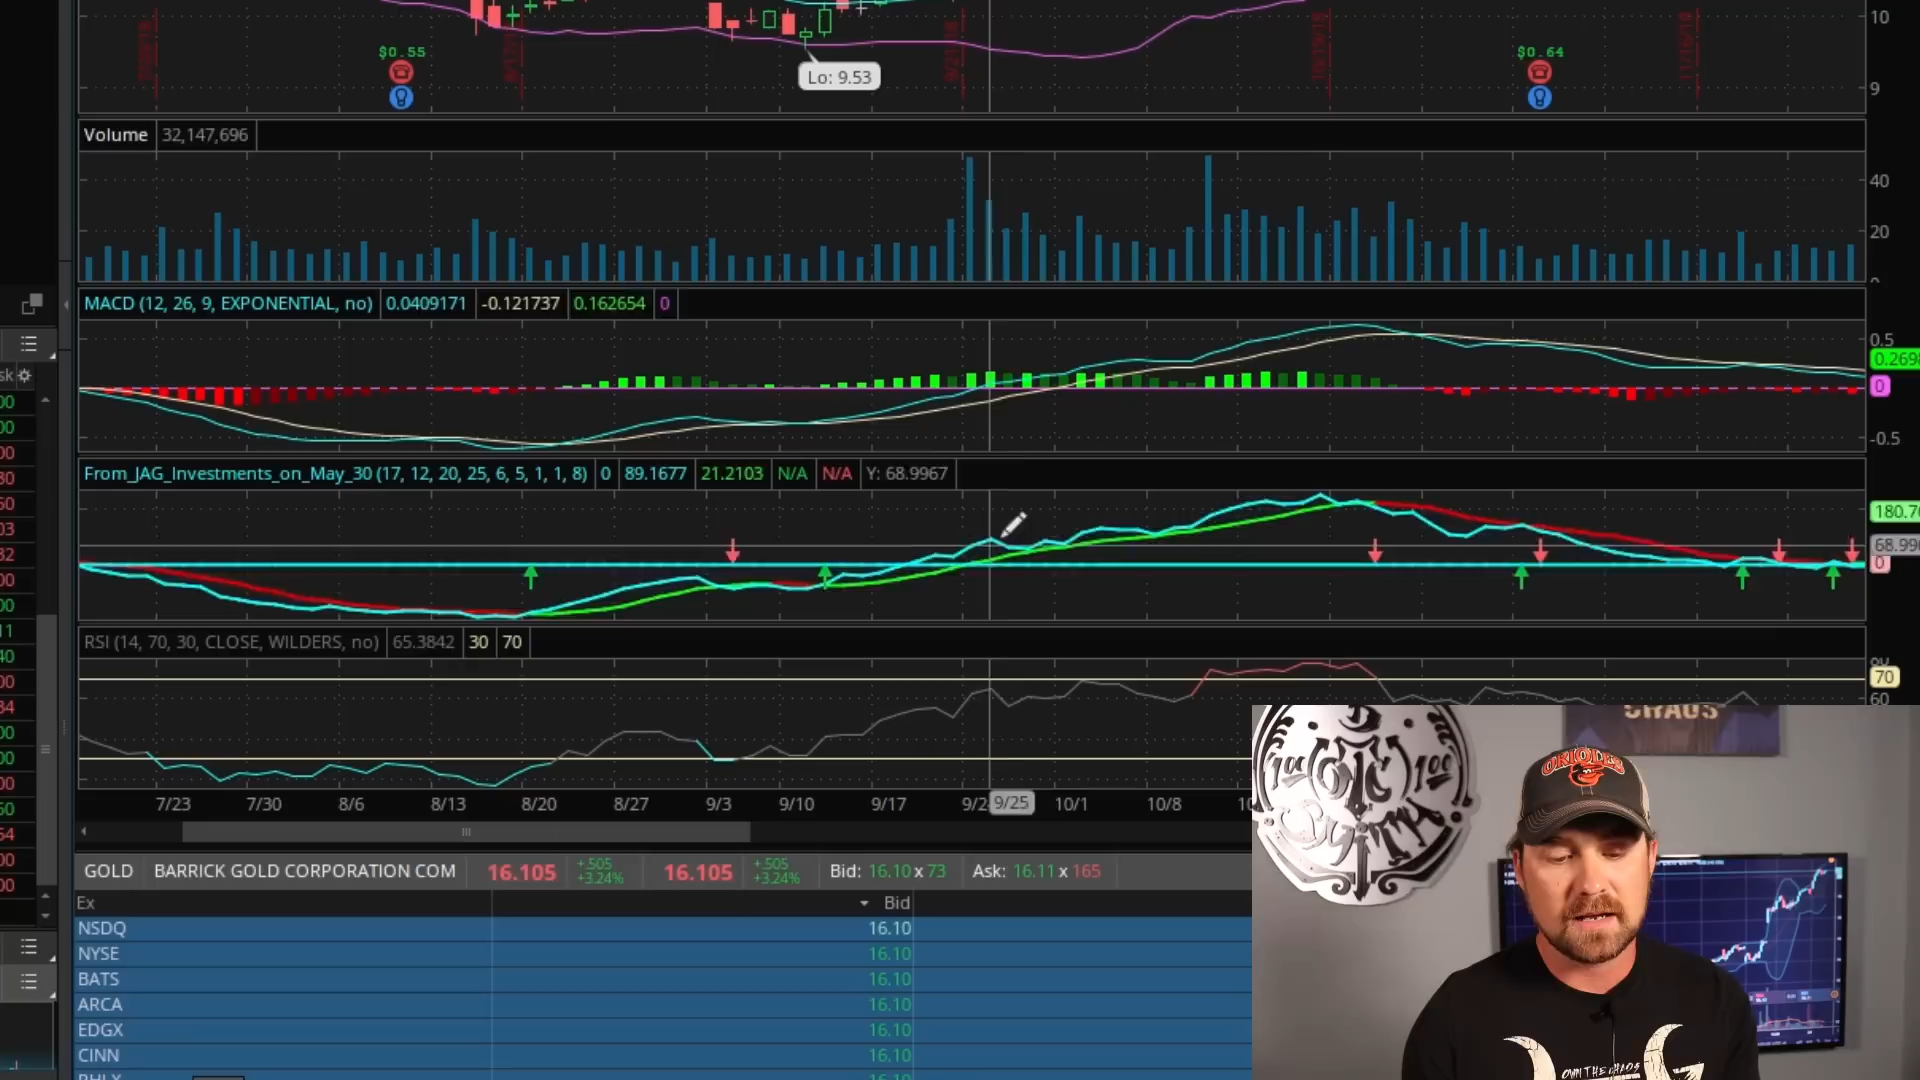 10
$0.55
$0.64
Lo: 9.53
9
Volume 32,147,696
40
20
MACD (12, 26, 9, EXPONENTIAL, no) 0.0409171 -0.121737 0.162654 0
0.5
0
-0.5
From_JAG_Investments_on_May_30 (17, 12, 20, 25, 6, 5, 1, 1, 8) 0 89.1677 21.2103 N/A N/A Y: 68.9967
0
RSI (14, 70, 30, CLOSE, WILDERS, no) 65.3842 30 70
70
60
7/23 7/30 8/6 8/13 8/20 8/27 9/3 9/10 9/17 9/25 10/1 10/8
GOLD BARRICK GOLD CORPORATION COM 16.105 +.505 +3.24% 16.105 +.505 +3.24% Bid: 16.10 x 73 Ask: 16.11 x 165
Ex Bid
NSDQ 16.10
NYSE 16.10
BATS 16.10
ARCA 16.10
EDGX 16.10
CINN 16.10
CHAOS
ORIOLES
OWN THE CHAOS